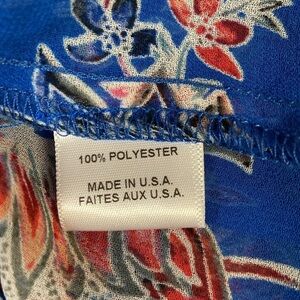 100% POLYESTER
MADE IN U.S.A.
FAITES AUX U.S.A.